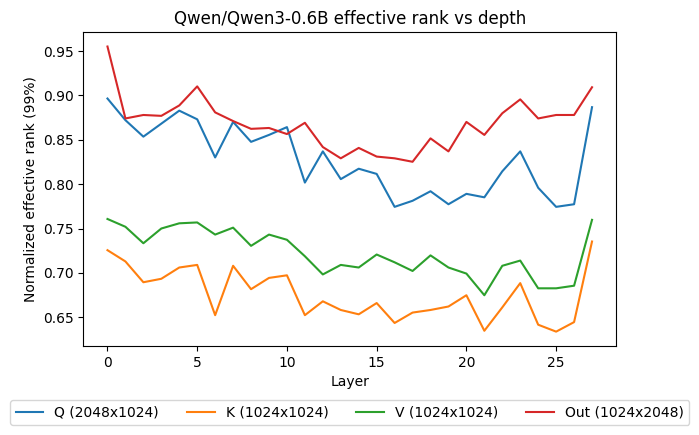 Qwen/Qwen3-0.6B effective rank vs depth
Normalized effective rank (99%)
0.95
0.90
0.85
0.80
0.75
0.70
0.65
0 5 10 15 20 25
Layer
Q (2048x1024) K (1024x1024) V (1024x1024) Out (1024x2048)